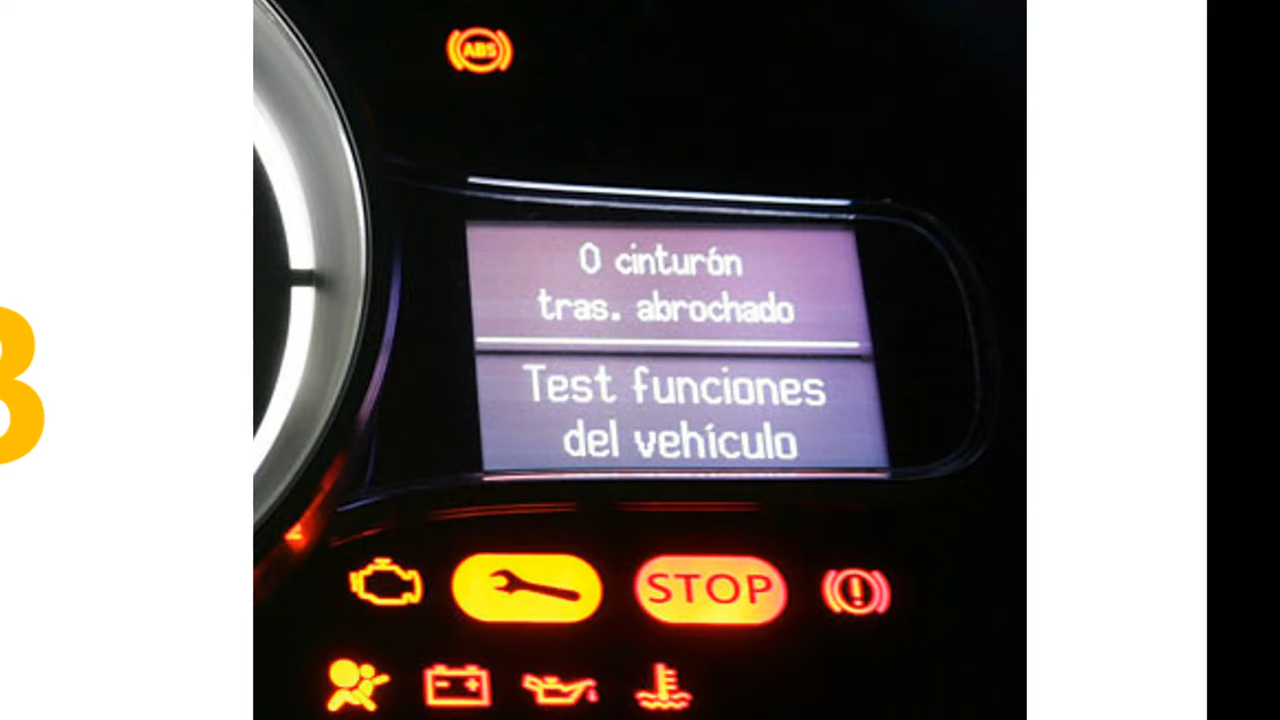 ABS
0 cinturón
tras. abrochado
Test funciones
del vehículo
STOP